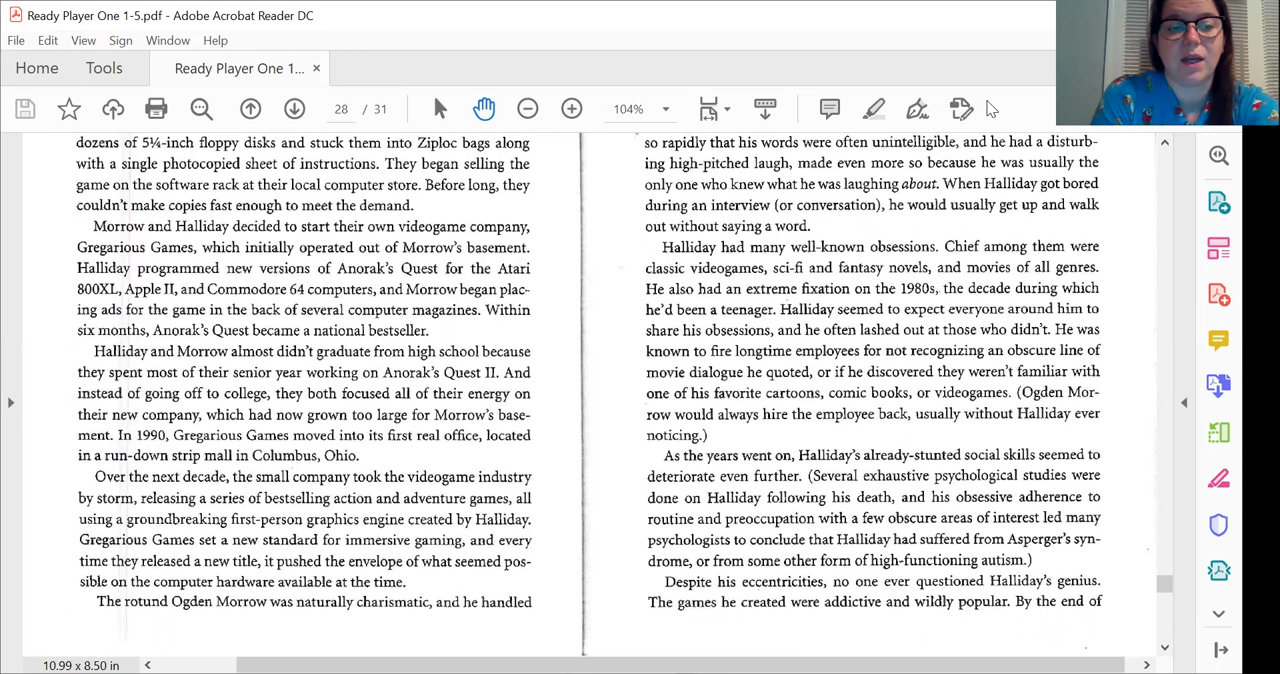 Ready Player One 1-5.pdf - Adobe Acrobat Reader DC
File Edit View Sign Window Help
Home Tools Ready Player One 1... ×
28 / 31 104%
dozens of 5¼-inch floppy disks and stuck them into Ziploc bags along
with a single photocopied sheet of instructions. They began selling the
game on the software rack at their local computer store. Before long, they
couldn't make copies fast enough to meet the demand.
Morrow and Halliday decided to start their own videogame company,
Gregarious Games, which initially operated out of Morrow's basement.
Halliday programmed new versions of Anorak's Quest for the Atari
800XL, Apple II, and Commodore 64 computers, and Morrow began plac-
ing ads for the game in the back of several computer magazines. Within
six months, Anorak's Quest became a national bestseller.
Halliday and Morrow almost didn't graduate from high school because
they spent most of their senior year working on Anorak's Quest II. And
instead of going off to college, they both focused all of their energy on
their new company, which had now grown too large for Morrow's base-
ment. In 1990, Gregarious Games moved into its first real office, located
in a run-down strip mall in Columbus, Ohio.
Over the next decade, the small company took the videogame industry
by storm, releasing a series of bestselling action and adventure games, all
using a groundbreaking first-person graphics engine created by Halliday.
Gregarious Games set a new standard for immersive gaming, and every
time they released a new title, it pushed the envelope of what seemed pos-
sible on the computer hardware available at the time.
The rotund Ogden Morrow was naturally charismatic, and he handled
so rapidly that his words were often unintelligible, and he had a disturb-
ing high-pitched laugh, made even more so because he was usually the
only one who knew what he was laughing about. When Halliday got bored
during an interview (or conversation), he would usually get up and walk
out without saying a word.
Halliday had many well-known obsessions. Chief among them were
classic videogames, sci-fi and fantasy novels, and movies of all genres.
He also had an extreme fixation on the 1980s, the decade during which
he'd been a teenager. Halliday seemed to expect everyone around him to
share his obsessions, and he often lashed out at those who didn't. He was
known to fire longtime employees for not recognizing an obscure line of
movie dialogue he quoted, or if he discovered they weren't familiar with
one of his favorite cartoons, comic books, or videogames. (Ogden Mor-
row would always hire the employee back, usually without Halliday ever
noticing.)
As the years went on, Halliday's already-stunted social skills seemed to
deteriorate even further. (Several exhaustive psychological studies were
done on Halliday following his death, and his obsessive adherence to
routine and preoccupation with a few obscure areas of interest led many
psychologists to conclude that Halliday had suffered from Asperger's syn-
drome, or from some other form of high-functioning autism.)
Despite his eccentricities, no one ever questioned Halliday's genius.
The games he created were addictive and wildly popular. By the end of
10.99 x 8.50 in